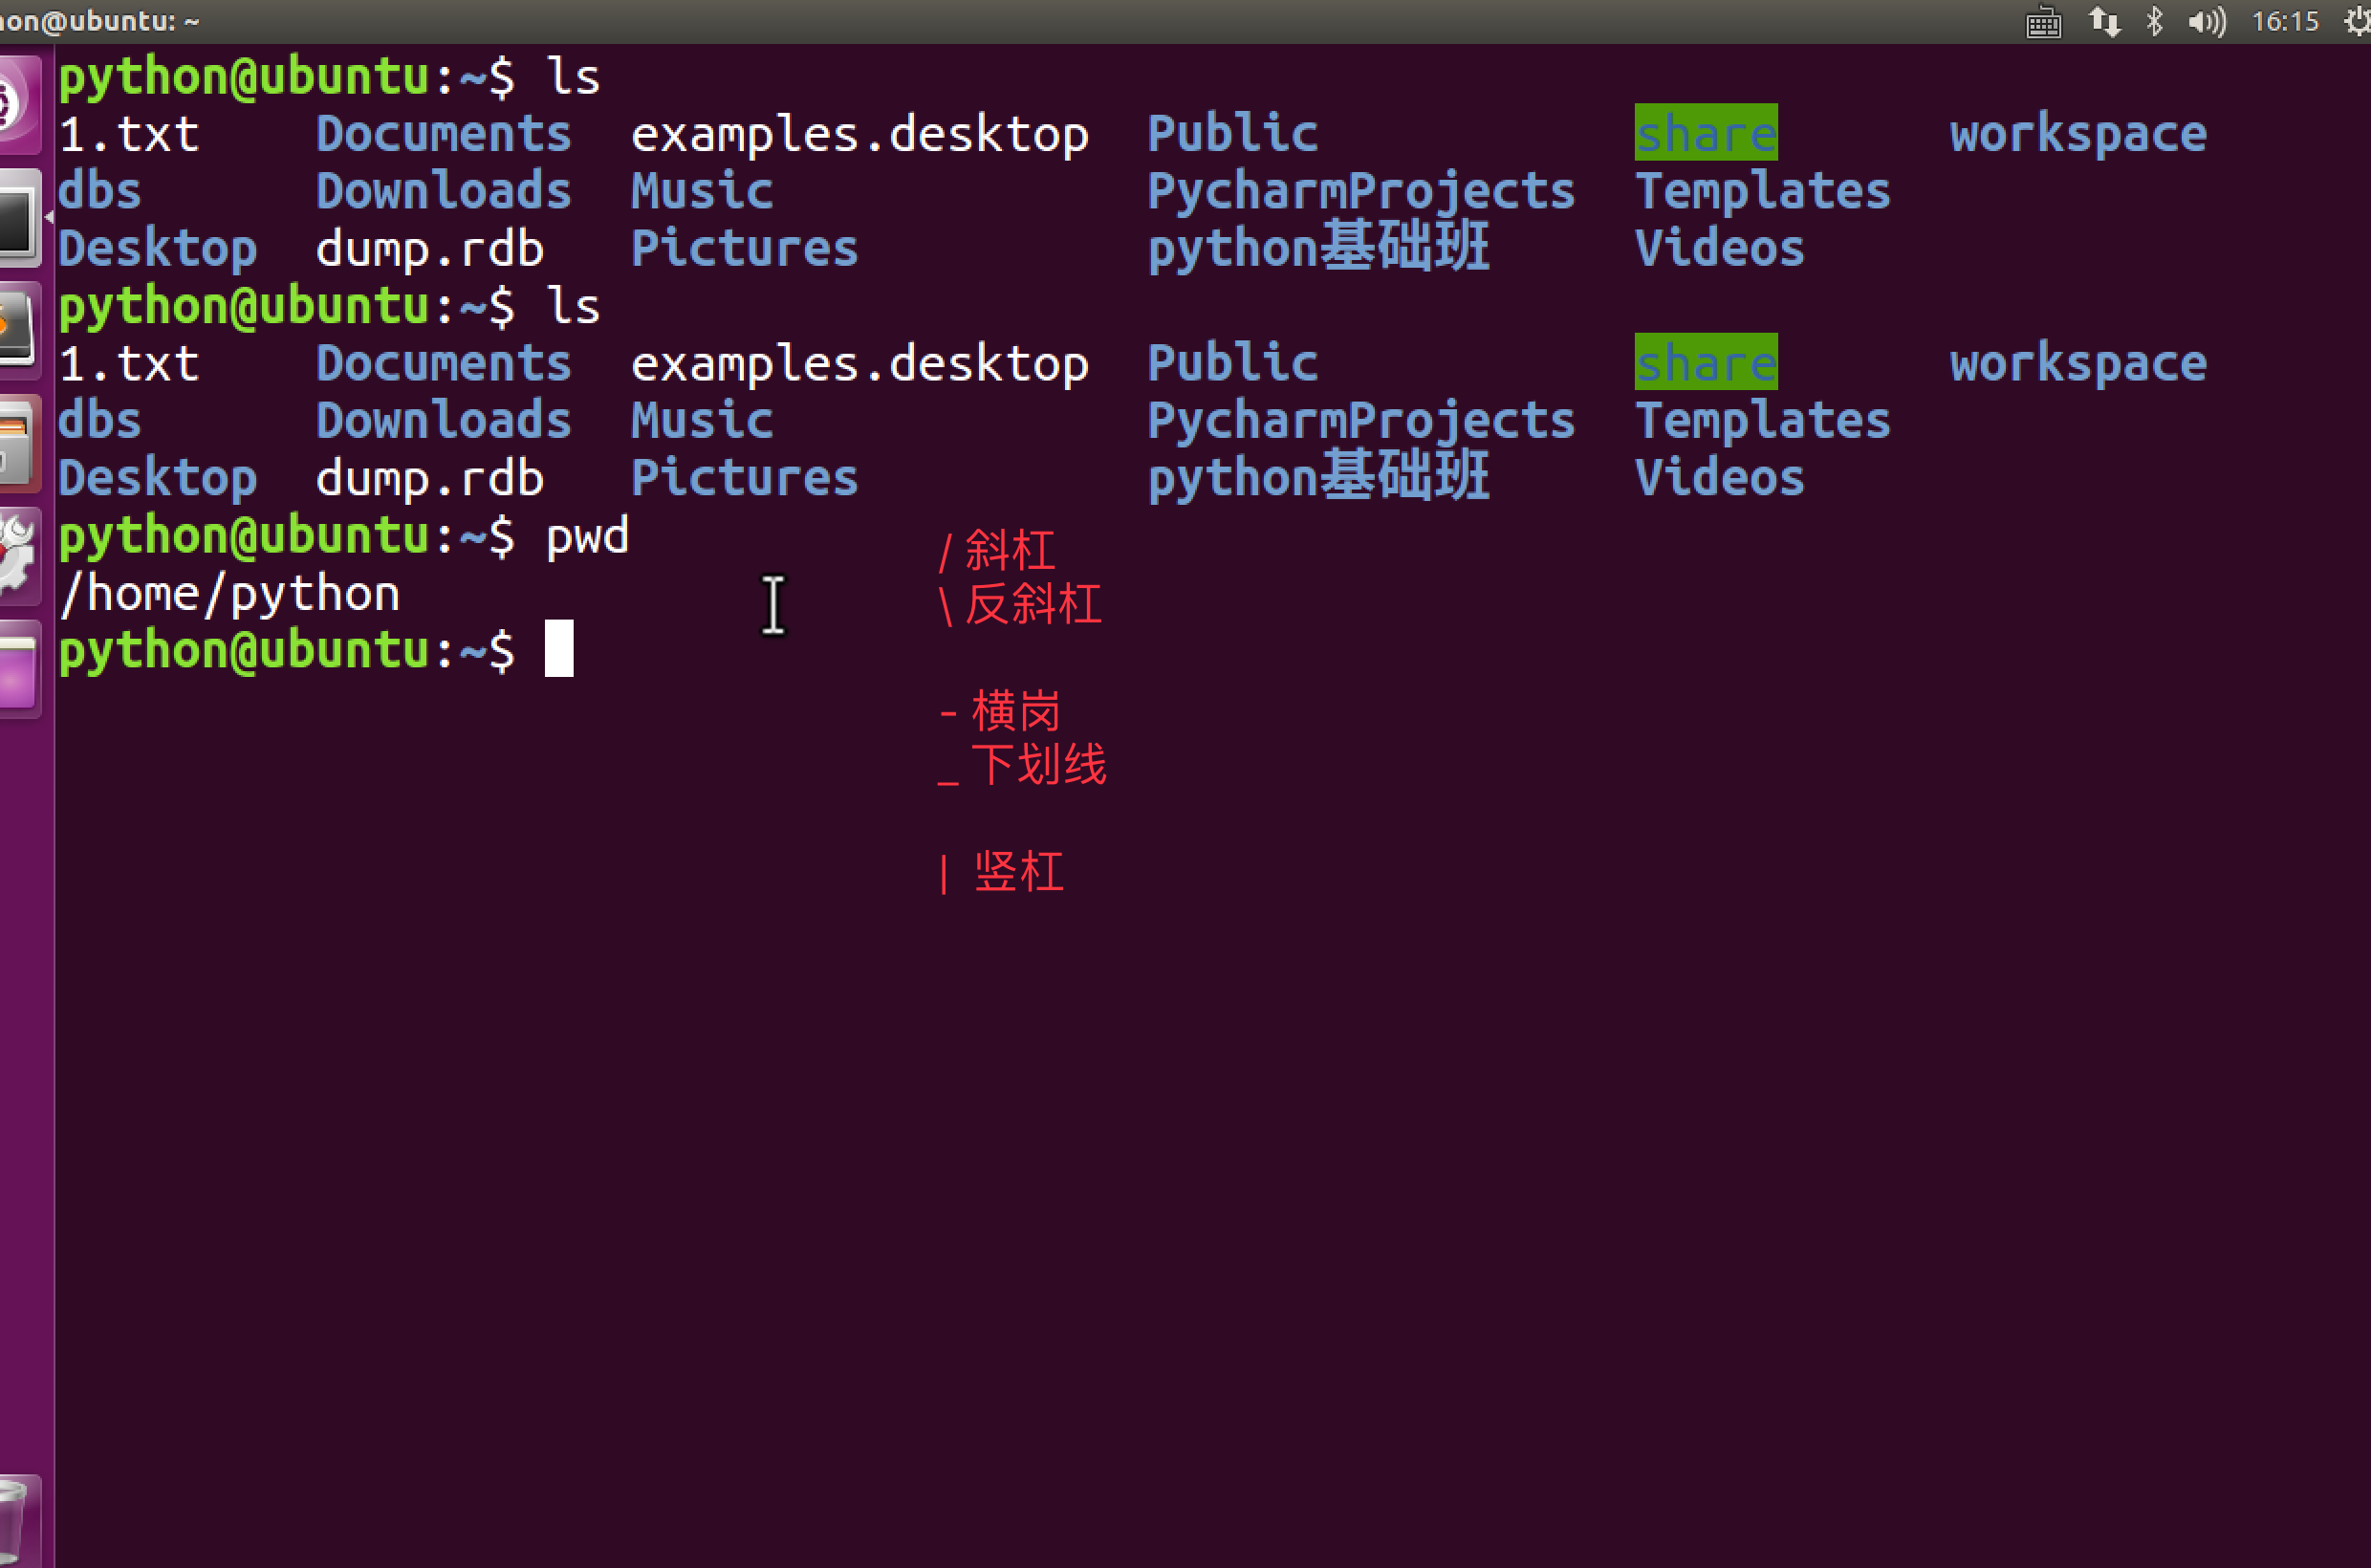 hon@ubuntu: ~ 16:15
python@ubuntu:~$ ls
1.txt Documents examples.desktop Public share workspace
dbs Downloads Music PycharmProjects Templates
Desktop dump.rdb Pictures python基础班 Videos
python@ubuntu:~$ ls
1.txt Documents examples.desktop Public share workspace
dbs Downloads Music PycharmProjects Templates
Desktop dump.rdb Pictures python基础班 Videos
python@ubuntu:~$ pwd
/home/python
python@ubuntu:~$
/ 斜杠
\ 反斜杠
- 横岗
_ 下划线
| 竖杠